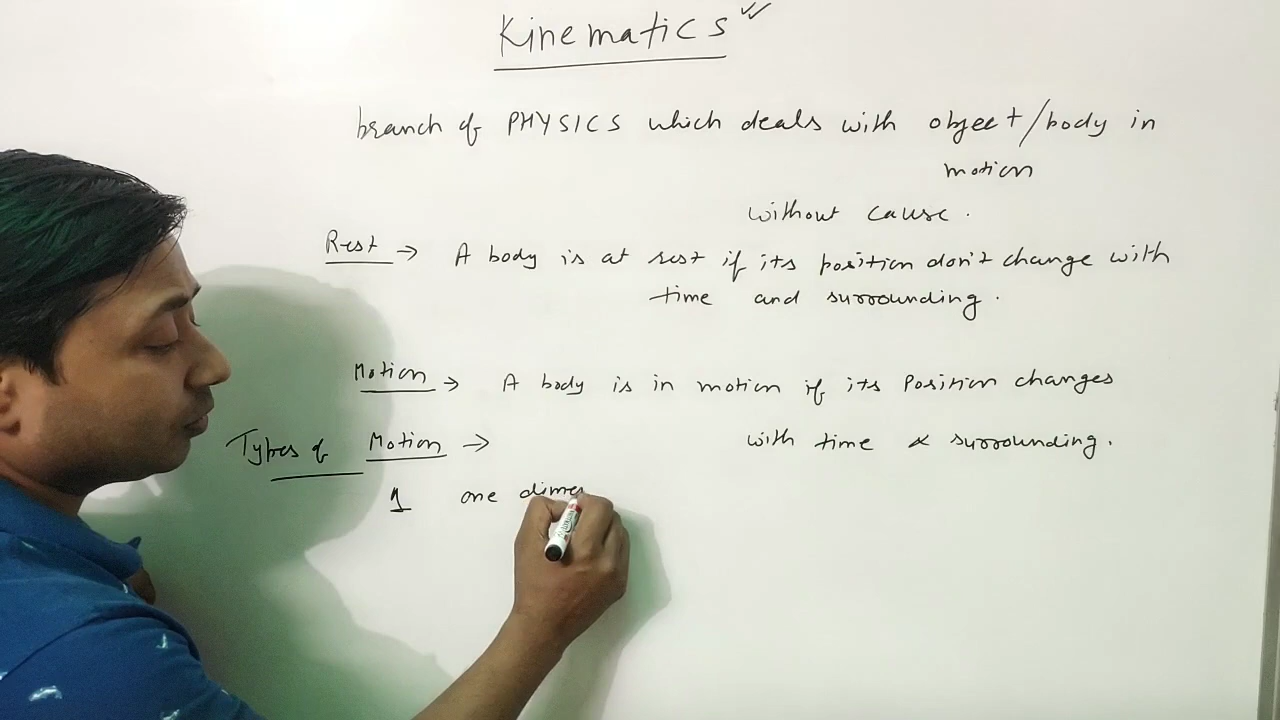 Kinematics
branch of PHYSICS which deals with object/body in
motion
without cause.
Rest → A body is at rest if its position don't change with
time and surrounding.
Motion → A body is in motion if its Position changes
Types of Motion → with time & surrounding.
1 one dimen